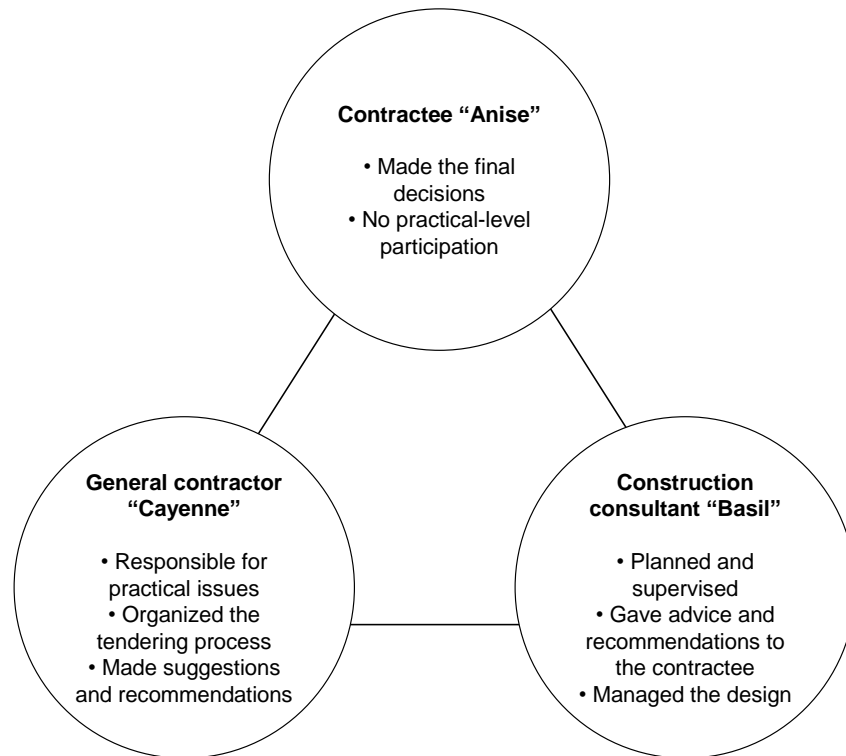 Contractee “Anise”
• Made the final
decisions
• No practical-level
participation
General contractor
“Cayenne”
• Responsible for
practical issues
• Organized the
tendering process
• Made suggestions
and recommendations
Construction
consultant “Basil”
• Planned and
supervised
• Gave advice and
recommendations to
the contractee
• Managed the design